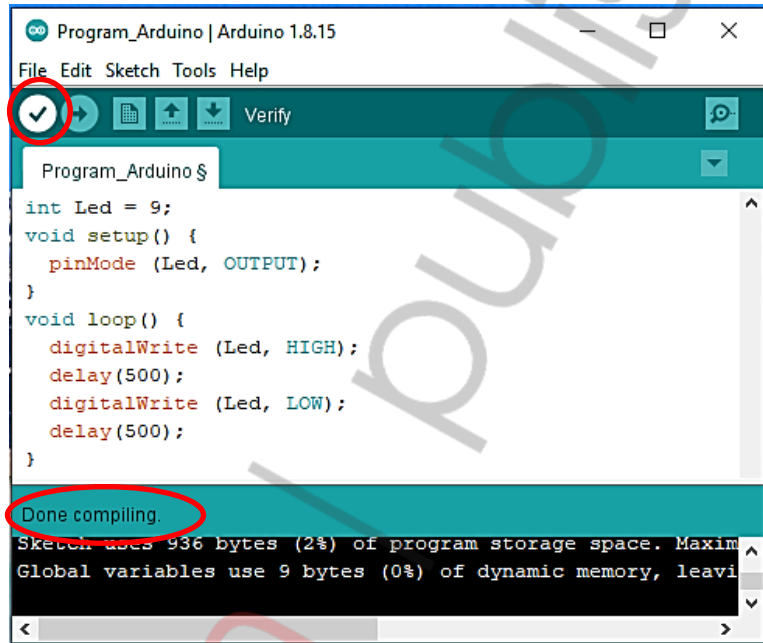 Program_Arduino | Arduino 1.8.15
File Edit Sketch Tools Help
Verify
Program_Arduino §
int Led = 9;
void setup() {
  pinMode (Led, OUTPUT);
}
void loop() {
  digitalWrite (Led, HIGH);
  delay(500);
  digitalWrite (Led, LOW);
  delay(500);
}
Done compiling.
Sketch uses 936 bytes (2%) of program storage space. Maxim
Global variables use 9 bytes (0%) of dynamic memory, leavi